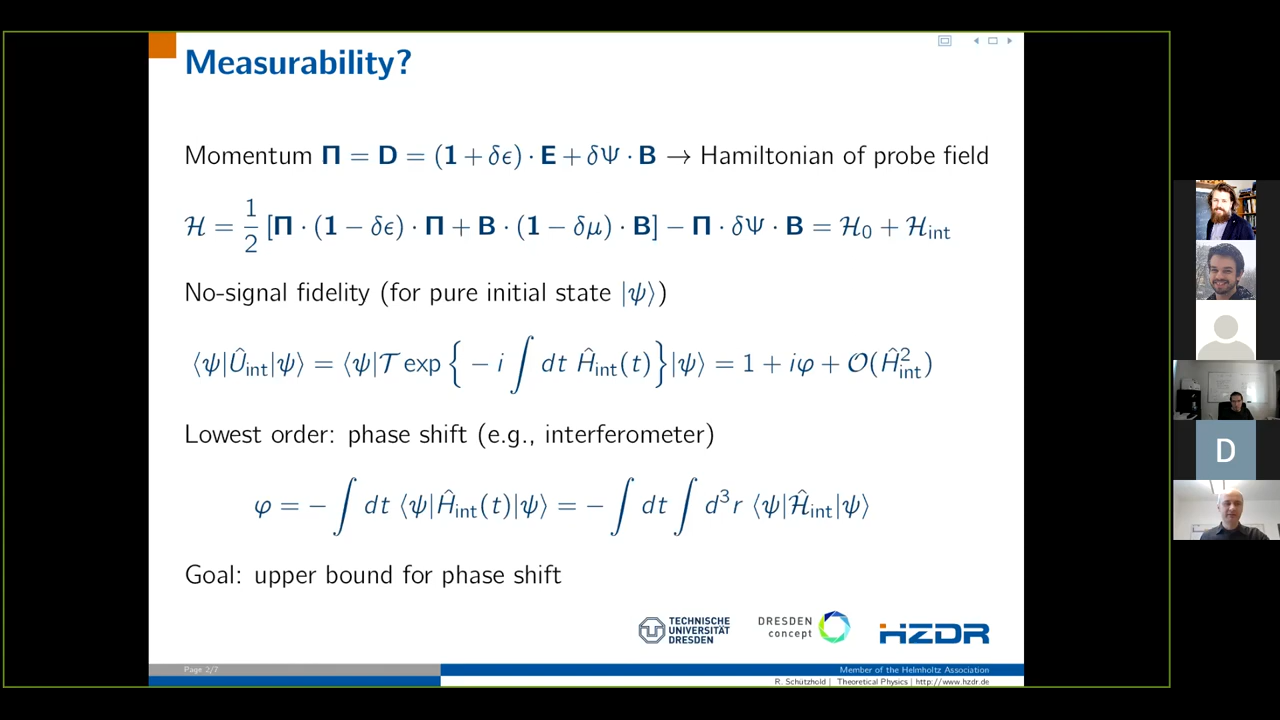 Measurability?
Momentum Π = D = (1 + δϵ) · E + δΨ · B → Hamiltonian of probe field
ℋ = 1/2 [Π · (1 − δϵ) · Π + B · (1 − δμ) · B] − Π · δΨ · B = ℋ₀ + ℋ_int
No-signal fidelity (for pure initial state |ψ⟩)
⟨ψ|Û_int|ψ⟩ = ⟨ψ|𝒯 exp { − i ∫ dt Ĥ_int(t) } |ψ⟩ = 1 + iφ + 𝒪(Ĥ²_int)
Lowest order: phase shift (e.g., interferometer)
φ = − ∫ dt ⟨ψ|Ĥ_int(t)|ψ⟩ = − ∫ dt ∫ d³r ⟨ψ|ℋ̂_int|ψ⟩
Goal: upper bound for phase shift
TECHNISCHE
UNIVERSITÄT
DRESDEN
DRESDEN
concept
HZDR
Page 2/7
Member of the Helmholtz Association
R. Schützhold | Theoretical Physics | http://www.hzdr.de
D